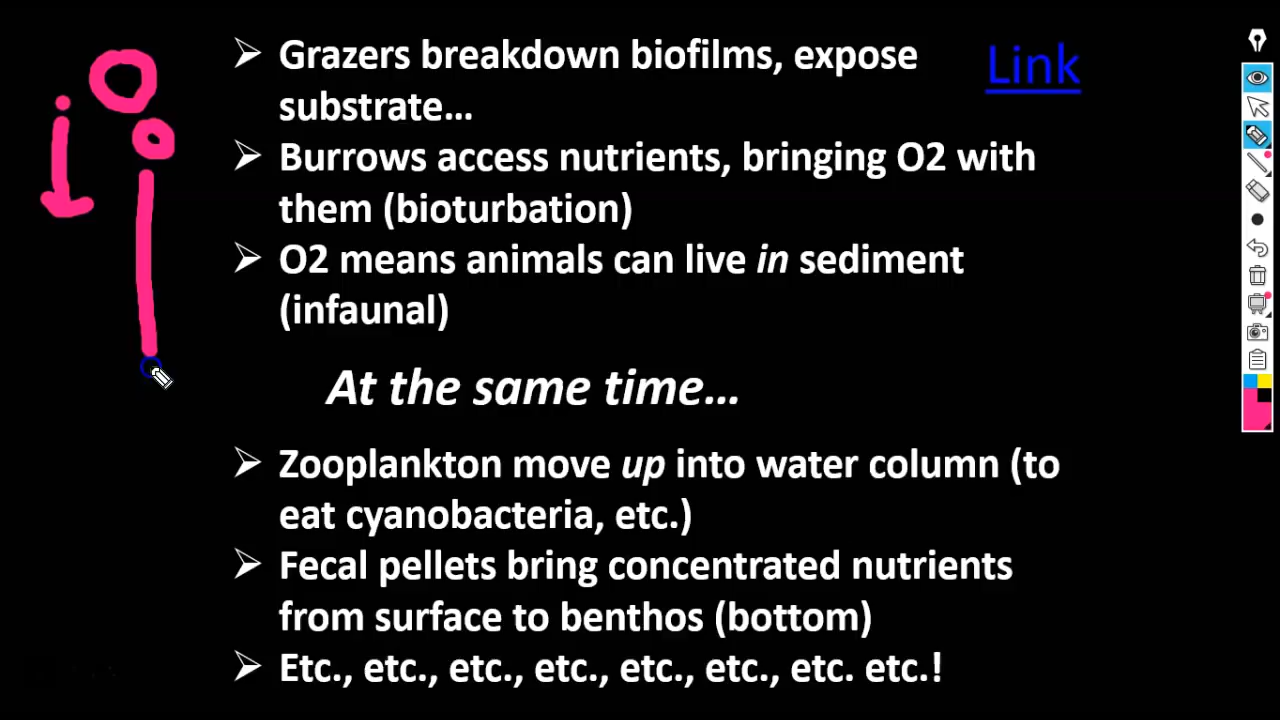 ➢ Grazers breakdown biofilms, expose
substrate...
Link
➢ Burrows access nutrients, bringing O2 with
them (bioturbation)
➢ O2 means animals can live in sediment
(infaunal)
At the same time...
➢ Zooplankton move up into water column (to
eat cyanobacteria, etc.)
➢ Fecal pellets bring concentrated nutrients
from surface to benthos (bottom)
➢ Etc., etc., etc., etc., etc., etc., etc. etc.!